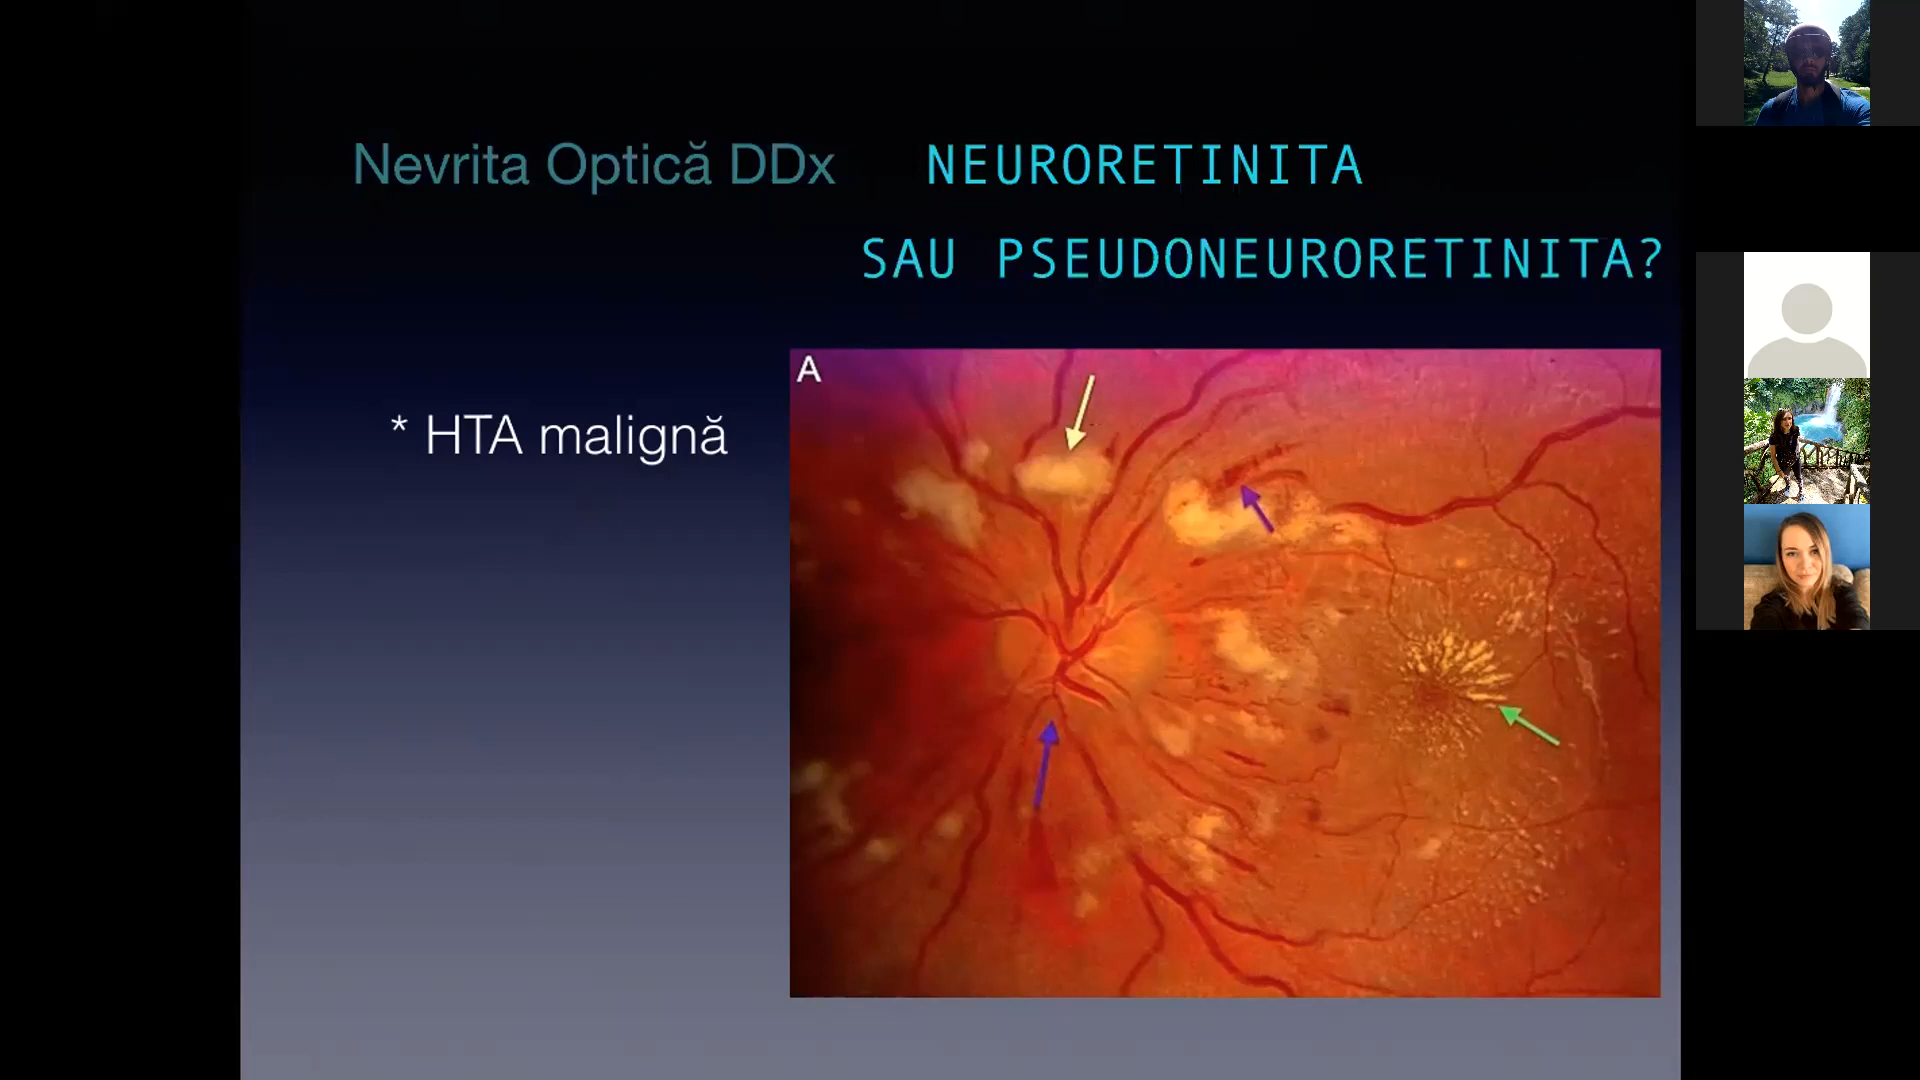 Nevrita Optică DDx NEURORETINITA
SAU PSEUDONEURORETINITA?
* HTA malignă
A